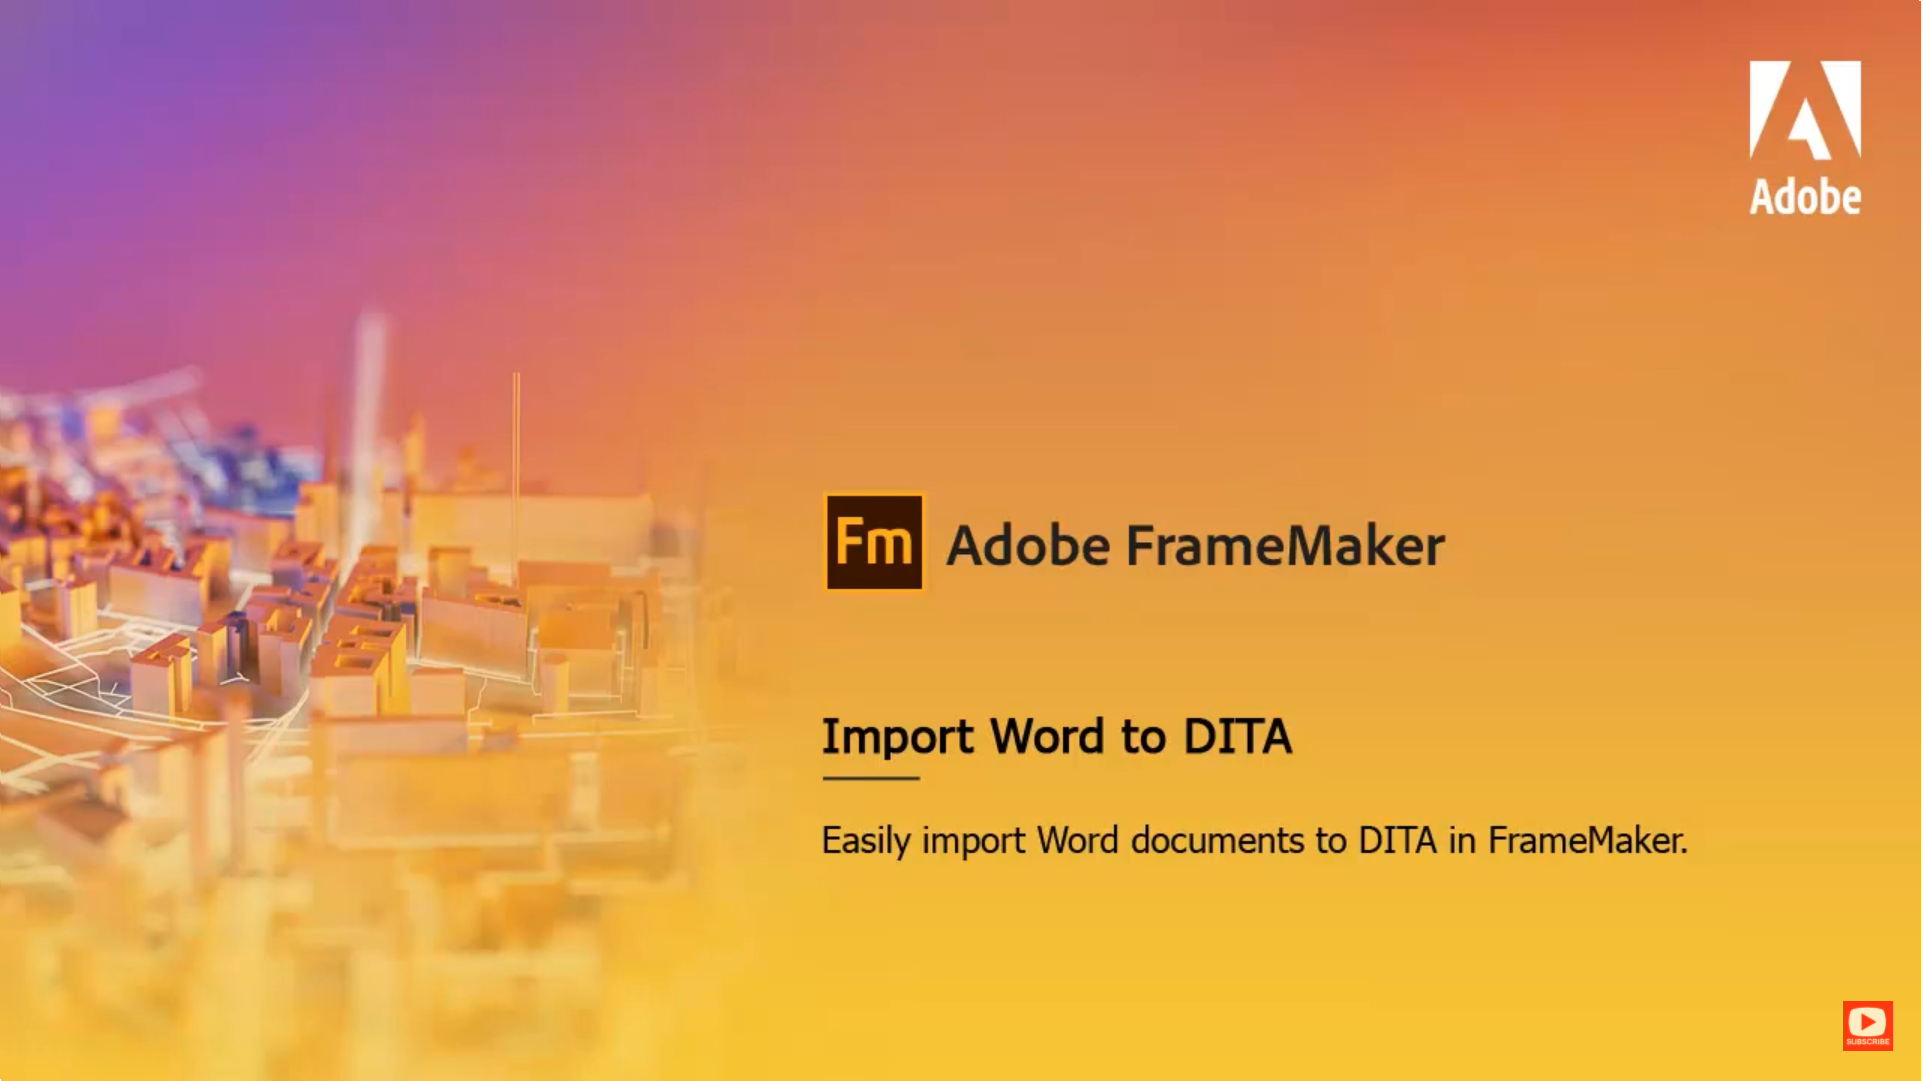 Adobe
Fm Adobe FrameMaker
Import Word to DITA
Easily import Word documents to DITA in FrameMaker.
SUBSCRIBE